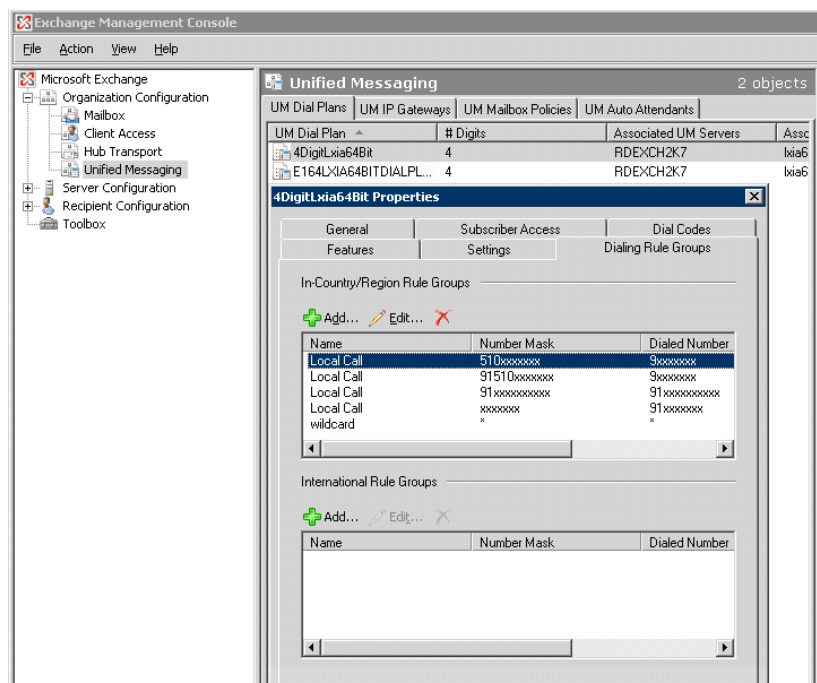 Exchange Management Console
File Action View Help
Microsoft Exchange
Organization Configuration
Mailbox
Client Access
Hub Transport
Unified Messaging
Server Configuration
Recipient Configuration
Toolbox
Unified Messaging 2 objects
UM Dial Plans UM IP Gateways UM Mailbox Policies UM Auto Attendants
UM Dial Plan # Digits Associated UM Servers Assc
4DigitLxia64Bit 4 RDEXCH2K7 lxia6
E164LXIA64BITDIALPL... 4 RDEXCH2K7 lxia6
4DigitLxia64Bit Properties
General Subscriber Access Dial Codes
Features Settings Dialing Rule Groups
In-Country/Region Rule Groups
Add... Edit...
Name Number Mask Dialed Number
Local Call 510xxxxxxx 9xxxxxxx
Local Call 91510xxxxxxx 9xxxxxxx
Local Call 91xxxxxxxxxx 91xxxxxxxxxx
Local Call xxxxxxx 91xxxxxxx
wildcard * *
International Rule Groups
Add... Edit...
Name Number Mask Dialed Number